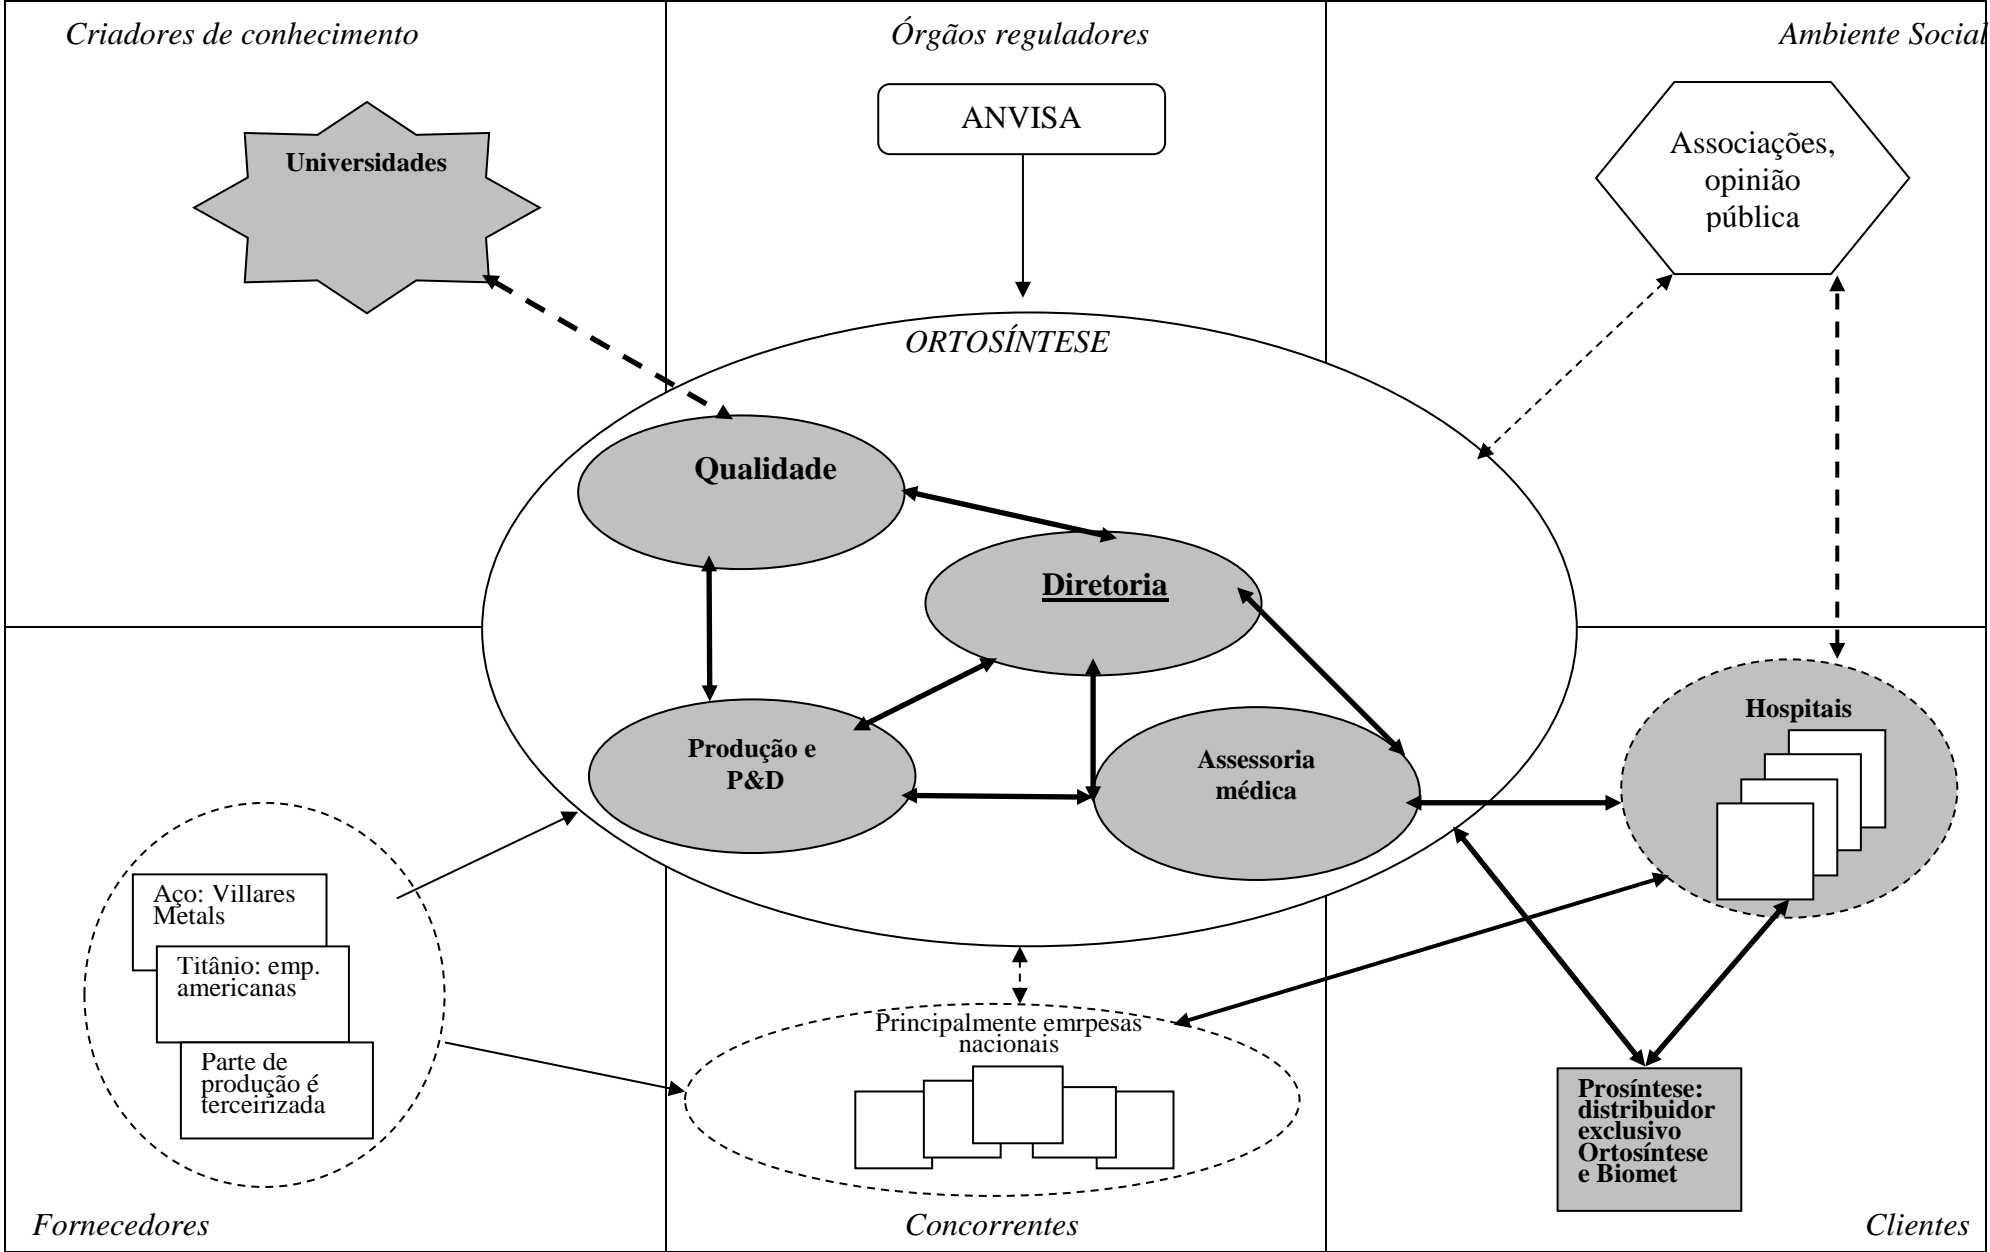 Criadores de conhecimento
Órgãos reguladores
Ambiente Social
Universidades
ANVISA
Associações,
opinião
pública
ORTOSÍNTESE
Qualidade
Diretoria
Produção e
P&D
Assessoria
médica
Hospitais
Aço: Villares
Metals
Titânio: emp.
americanas
Parte de
produção é
terceirizada
Principalmente emrpesas
nacionais
Prosíntese:
distribuidor
exclusivo
Ortosíntese
e Biomet
Fornecedores
Concorrentes
Clientes